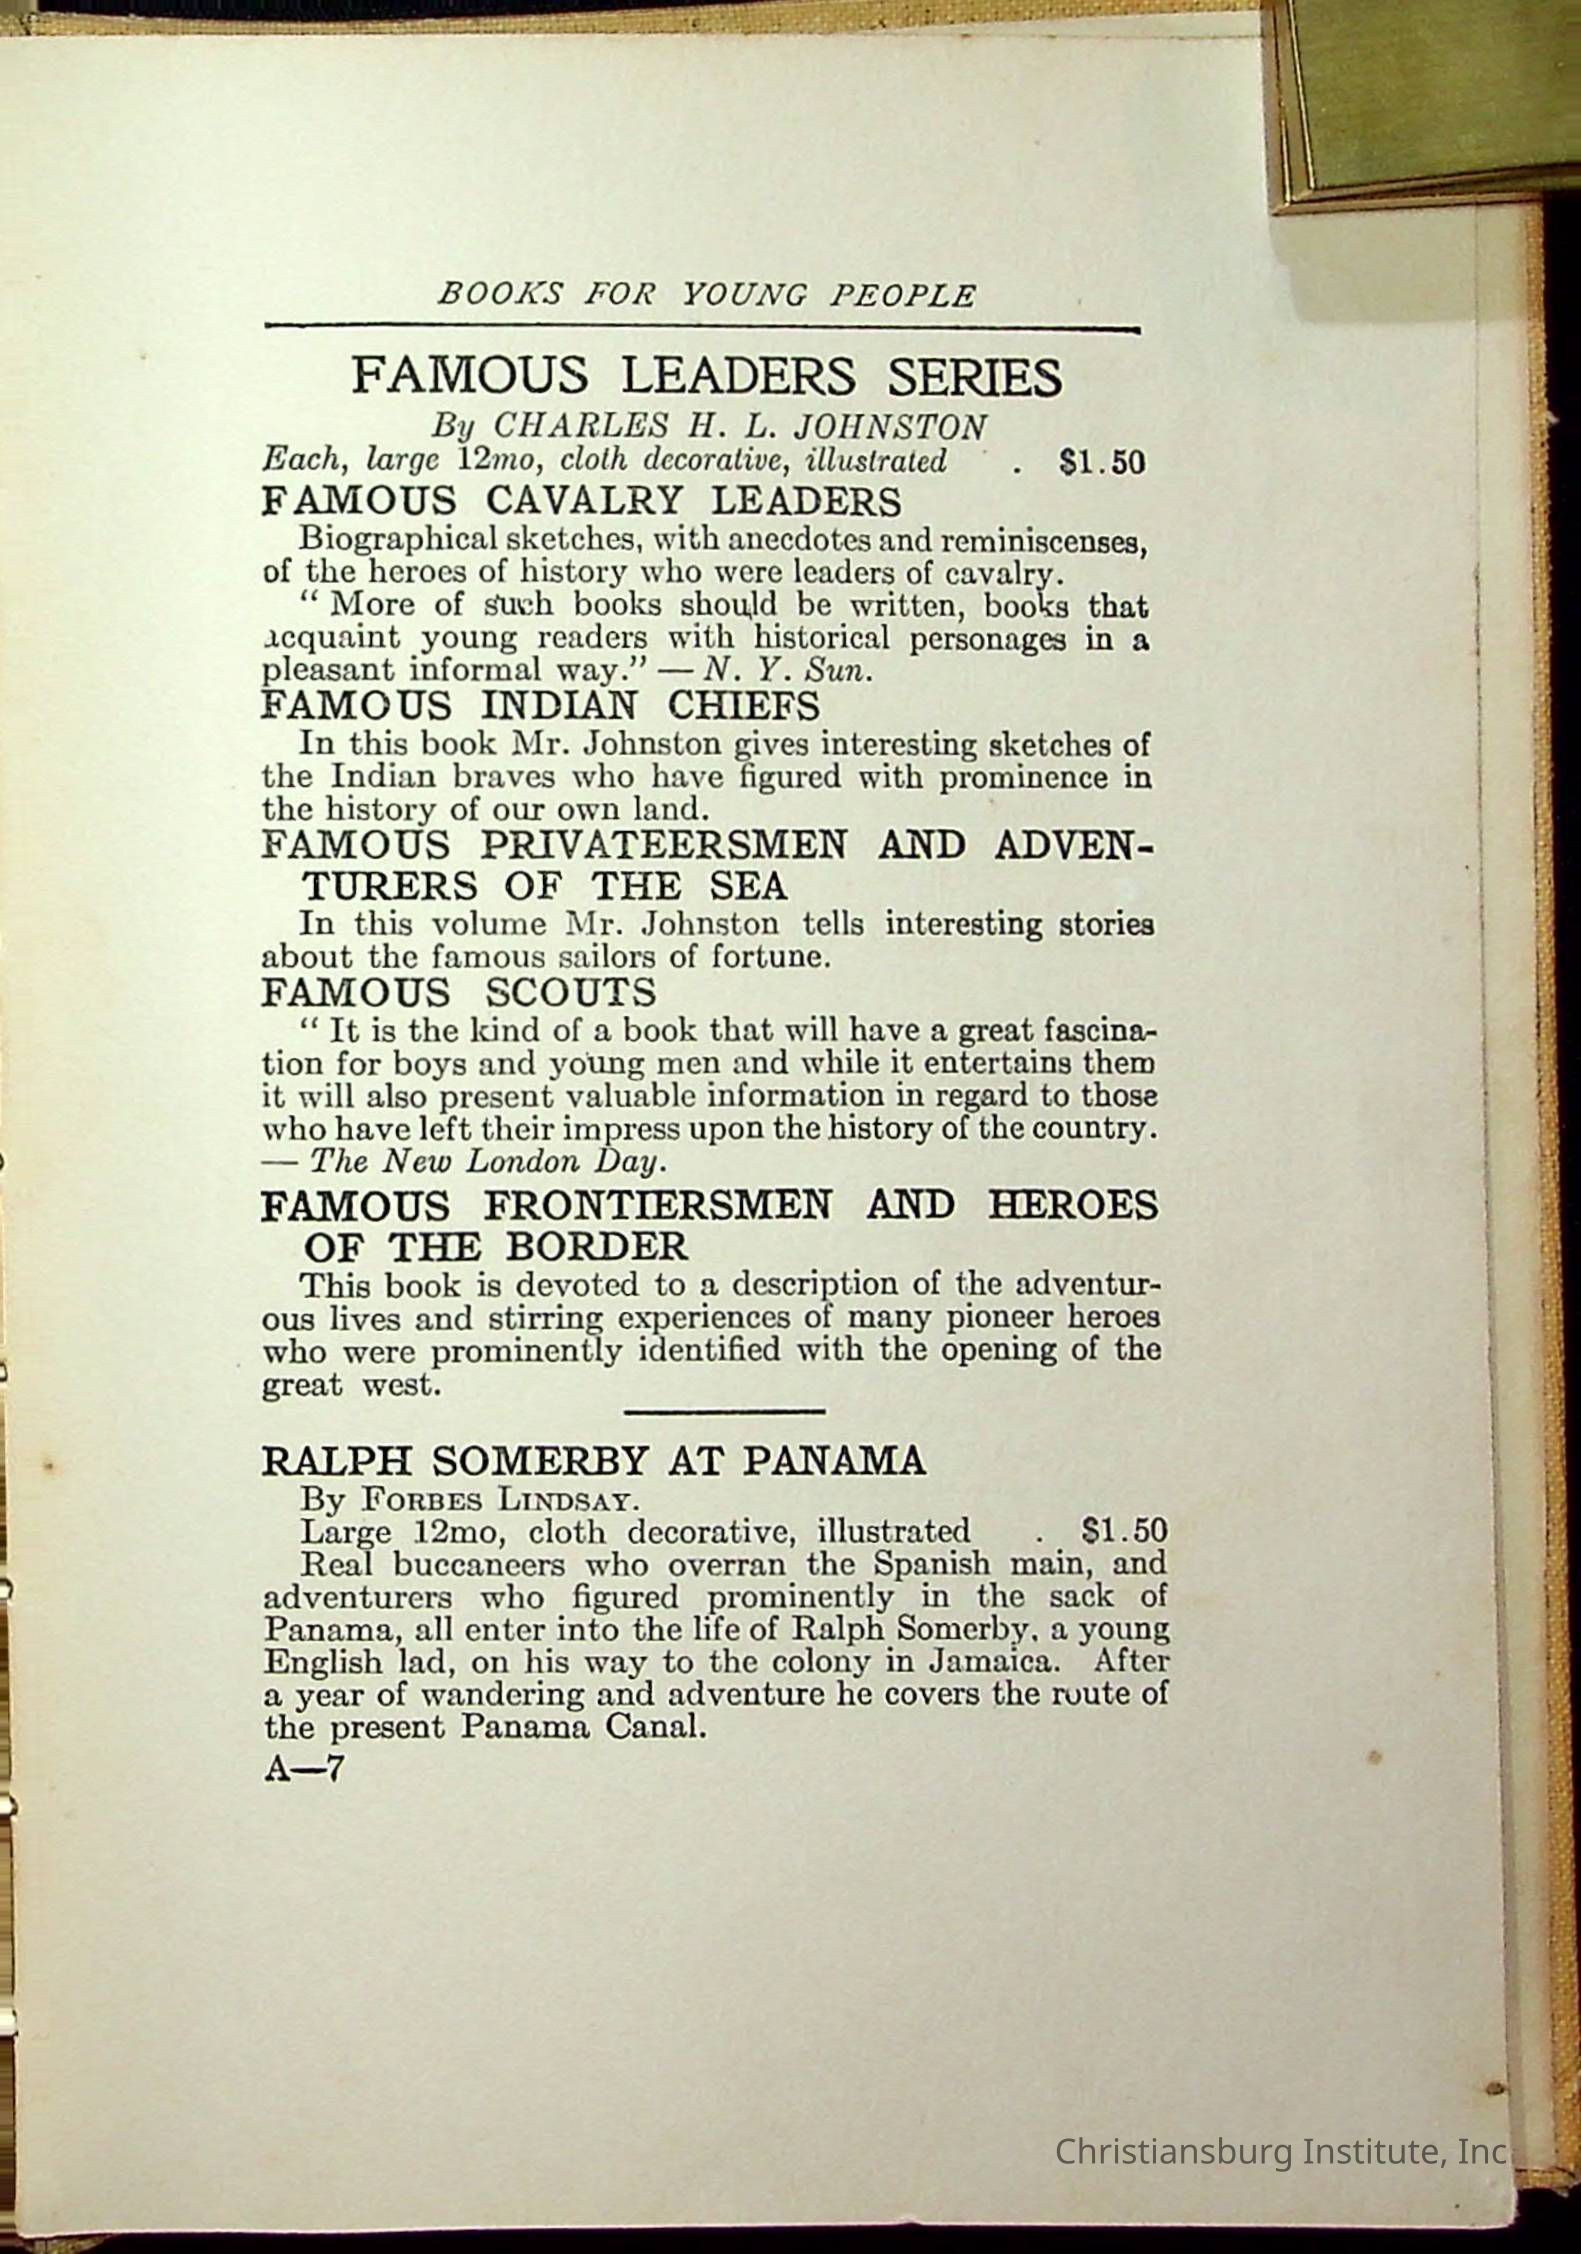 BOOKS FOR YOUNG PEOPLE
FAMOUS LEADERS SERIES
By CHARLES H. L. JOHNSTON
Each, large 12mo, cloth decorative, illustrated . $1.50
FAMOUS CAVALRY LEADERS
Biographical sketches, with anecdotes and reminiscenses,
of the heroes of history who were leaders of cavalry.
“ More of such books should be written, books that
acquaint young readers with historical personages in a
pleasant informal way.” — N. Y. Sun.
FAMOUS INDIAN CHIEFS
In this book Mr. Johnston gives interesting sketches of
the Indian braves who have figured with prominence in
the history of our own land.
FAMOUS PRIVATEERSMEN AND ADVEN-
TURERS OF THE SEA
In this volume Mr. Johnston tells interesting stories
about the famous sailors of fortune.
FAMOUS SCOUTS
“ It is the kind of a book that will have a great fascina-
tion for boys and young men and while it entertains them
it will also present valuable information in regard to those
who have left their impress upon the history of the country.
— The New London Day.
FAMOUS FRONTIERSMEN AND HEROES
OF THE BORDER
This book is devoted to a description of the adventur-
ous lives and stirring experiences of many pioneer heroes
who were prominently identified with the opening of the
great west.
RALPH SOMERBY AT PANAMA
By FORBES LINDSAY.
Large 12mo, cloth decorative, illustrated . $1.50
Real buccaneers who overran the Spanish main, and
adventurers who figured prominently in the sack of
Panama, all enter into the life of Ralph Somerby, a young
English lad, on his way to the colony in Jamaica. After
a year of wandering and adventure he covers the route of
the present Panama Canal.
A—7
Christiansburg Institute, Inc